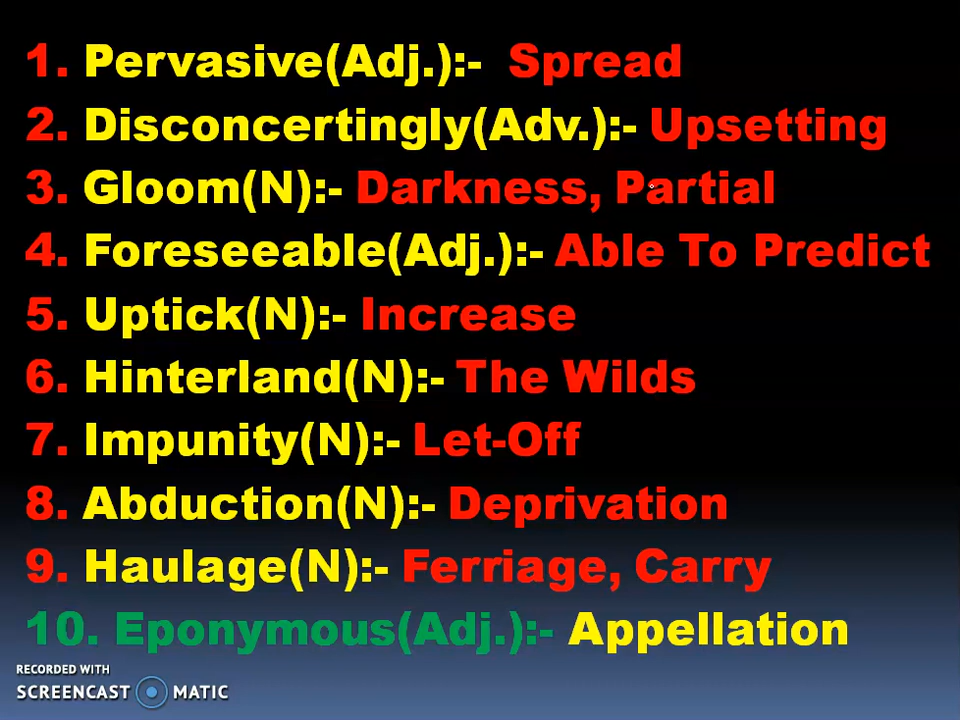 1. Pervasive(Adj.):- Spread
2. Disconcertingly(Adv.):- Upsetting
3. Gloom(N):- Darkness, Partial
4. Foreseeable(Adj.):- Able To Predict
5. Uptick(N):- Increase
6. Hinterland(N):- The Wilds
7. Impunity(N):- Let-Off
8. Abduction(N):- Deprivation
9. Haulage(N):- Ferriage, Carry
10. Eponymous(Adj.):- Appellation
RECORDED WITH
SCREENCAST MATIC